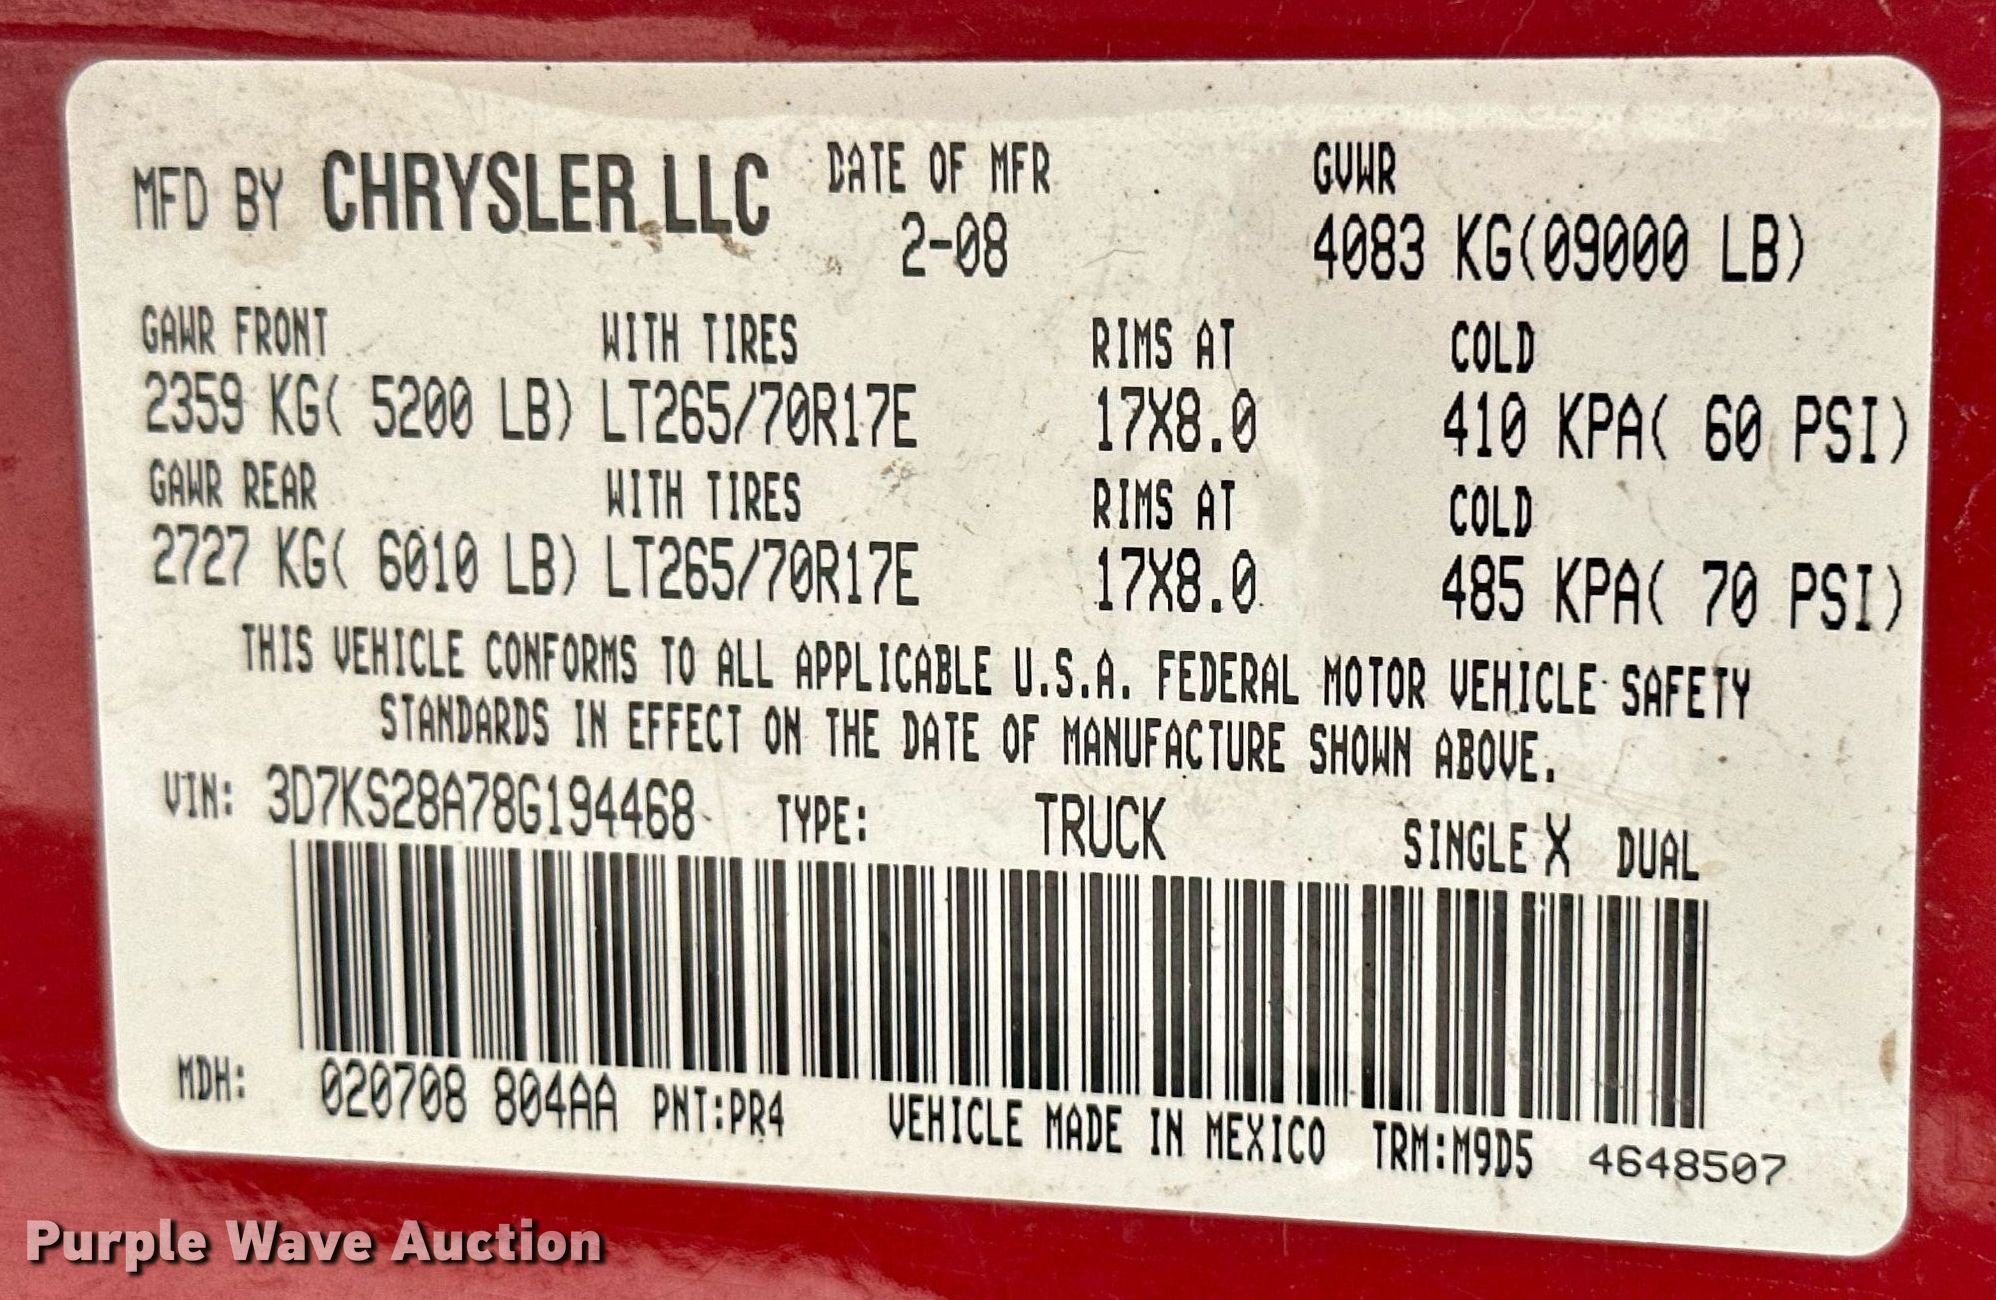 MFD BY CHRYSLER LLC DATE OF MFR GVWR
2-08 4083 KG(09000 LB)
GAWR FRONT WITH TIRES RIMS AT COLD
2359 KG( 5200 LB) LT265/70R17E 17X8.0 410 KPA( 60 PSI)
GAWR REAR WITH TIRES RIMS AT COLD
2727 KG( 6010 LB) LT265/70R17E 17X8.0 485 KPA( 70 PSI)
THIS VEHICLE CONFORMS TO ALL APPLICABLE U.S.A. FEDERAL MOTOR VEHICLE SAFETY
STANDARDS IN EFFECT ON THE DATE OF MANUFACTURE SHOWN ABOVE.
VIN: 3D7KS28A78G194468 TYPE: TRUCK SINGLE X DUAL
MDH: 020708 804AA PNT:PR4 VEHICLE MADE IN MEXICO TRM:M9D5 4648507
Purple Wave Auction